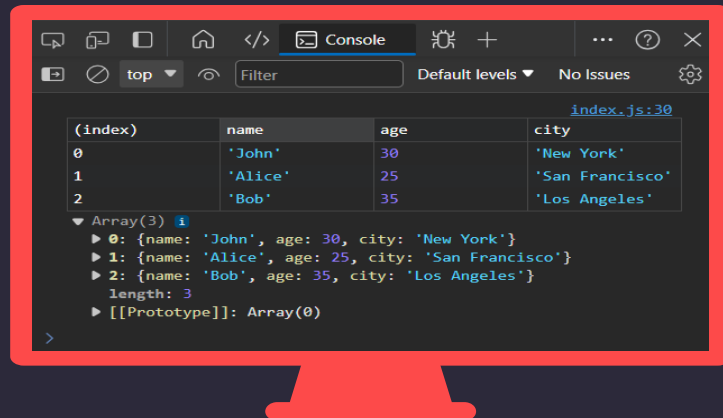 </> Console
top Filter Default levels No Issues
index.js:30
(index) name age city
0 'John' 30 'New York'
1 'Alice' 25 'San Francisco'
2 'Bob' 35 'Los Angeles'
▼ Array(3) i
▶ 0: {name: 'John', age: 30, city: 'New York'}
▶ 1: {name: 'Alice', age: 25, city: 'San Francisco'}
▶ 2: {name: 'Bob', age: 35, city: 'Los Angeles'}
length: 3
▶ [[Prototype]]: Array(0)
>